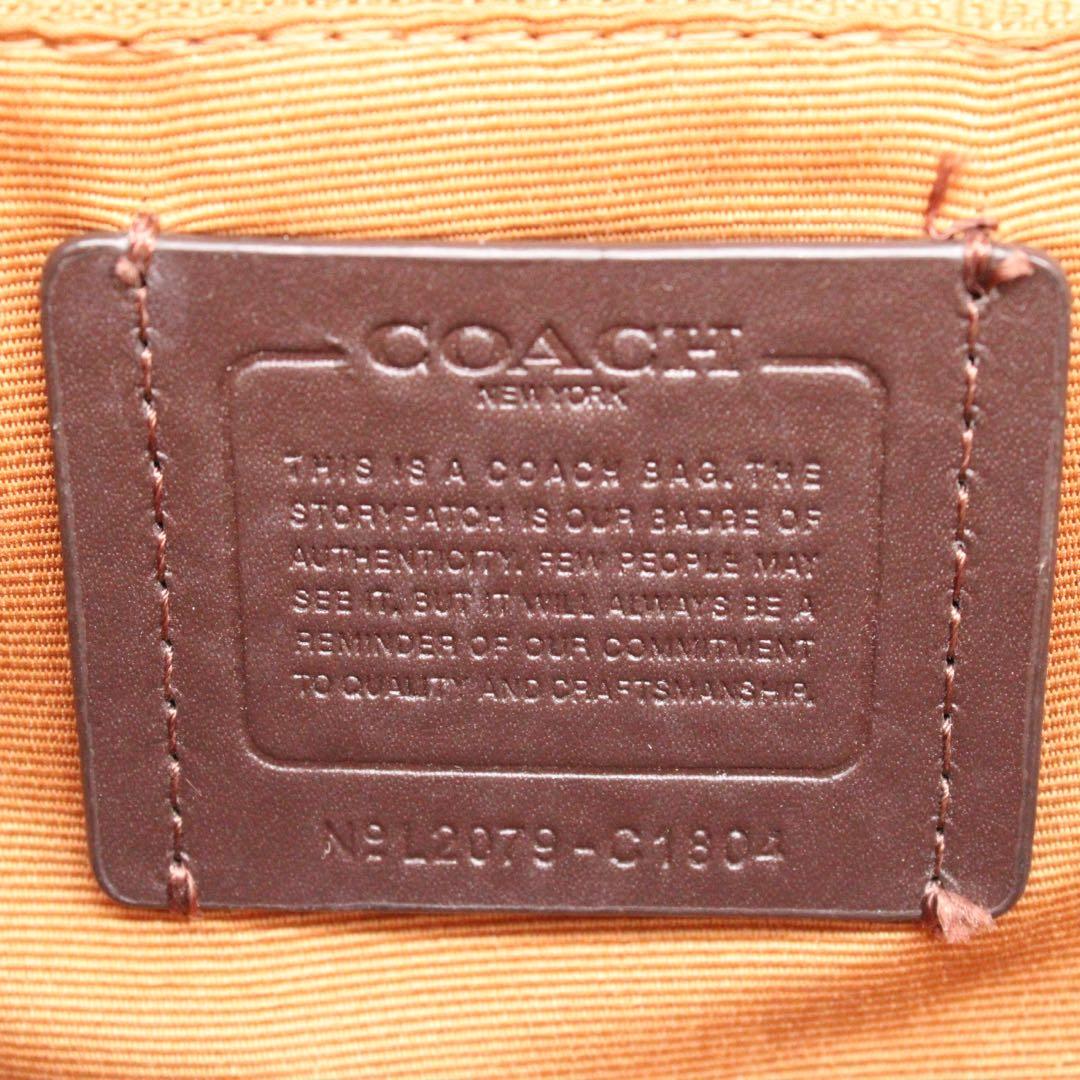 COACH
NEW YORK
THIS IS A COACH BAG. THE
STORYPATCH IS OUR BADGE OF
AUTHENTICITY. FEW PEOPLE MAY
SEE IT, BUT IT WILL ALWAYS BE A
REMINDER OF OUR COMMITMENT
TO QUALITY AND CRAFTSMANSHIP.
Nº L2079-C1804